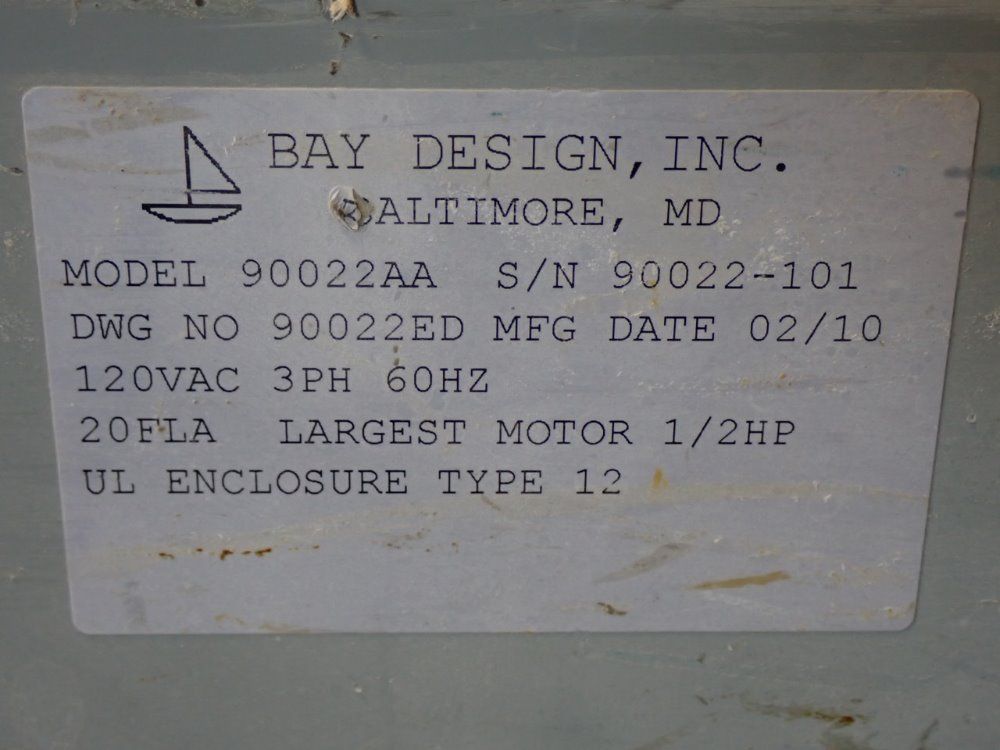 BAY DESIGN, INC.
BALTIMORE, MD
MODEL 90022AA S/N 90022-101
DWG NO 90022ED MFG DATE 02/10
120VAC 3PH 60HZ
20FLA LARGEST MOTOR 1/2HP
UL ENCLOSURE TYPE 12